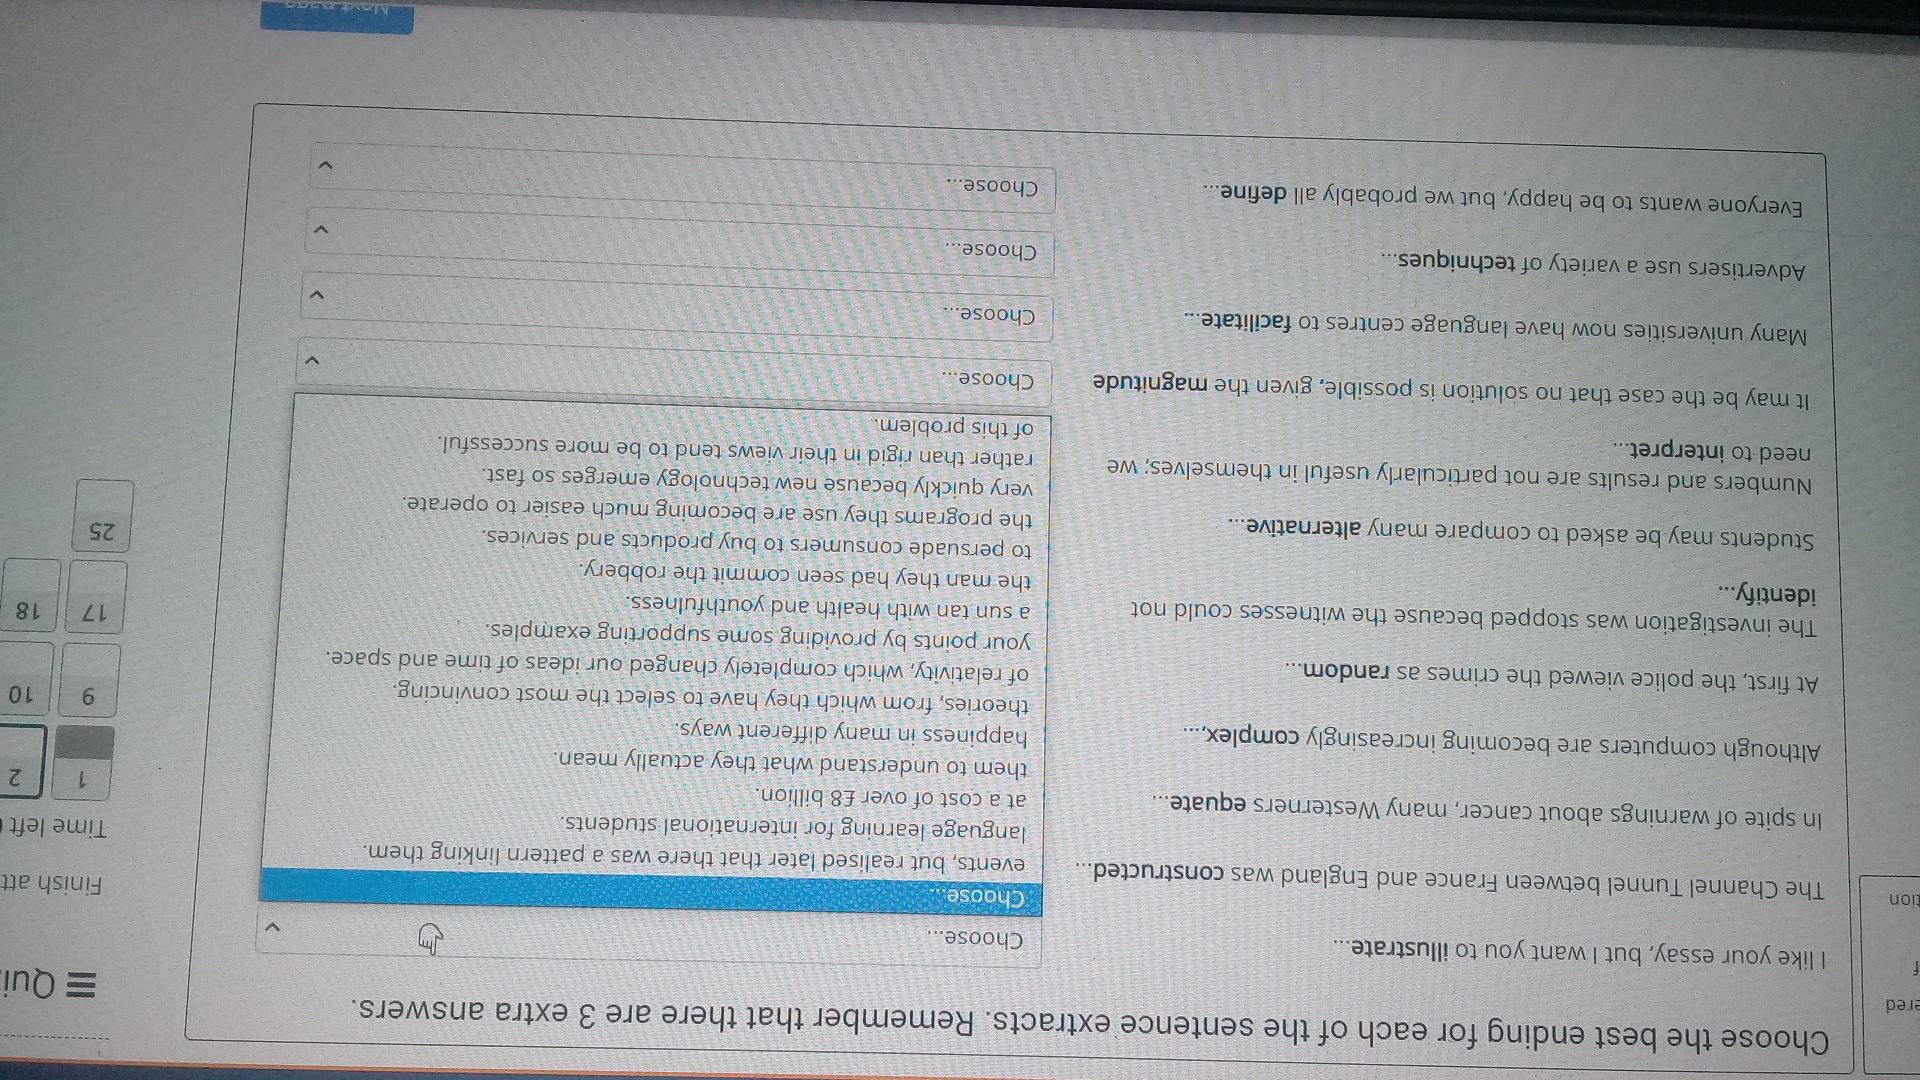 Choose the best ending for each of the sentence extracts. Remember that there are 3 extra answers.
I like your essay, but I want you to illustrate...
The Channel Tunnel between France and England was constructed...
In spite of warnings about cancer, many Westerners equate...
Although computers are becoming increasingly complex,...
At first, the police viewed the crimes as random...
The investigation was stopped because the witnesses could not
identify...
Students may be asked to compare many alternative...
Numbers and results are not particularly useful in themselves; we
need to interpret...
It may be the case that no solution is possible, given the magnitude
Many universities now have language centres to facilitate...
Advertisers use a variety of techniques...
Everyone wants to be happy, but we probably all define...
Choose...
Choose...
events, but realised later that there was a pattern linking them.
language learning for international students.
at a cost of over £8 billion.
them to understand what they actually mean.
happiness in many different ways.
theories, from which they have to select the most convincing.
of relativity, which completely changed our ideas of time and space.
your points by providing some supporting examples.
a sun tan with health and youthfulness.
the man they had seen commit the robbery.
to persuade consumers to buy products and services.
the programs they use are becoming much easier to operate.
very quickly because new technology emerges so fast.
rather than rigid in their views tend to be more successful.
of this problem.
Choose...
Choose...
Choose...
Choose...
Finish att
Time left
1 2
9 10
17 18
25
Next page